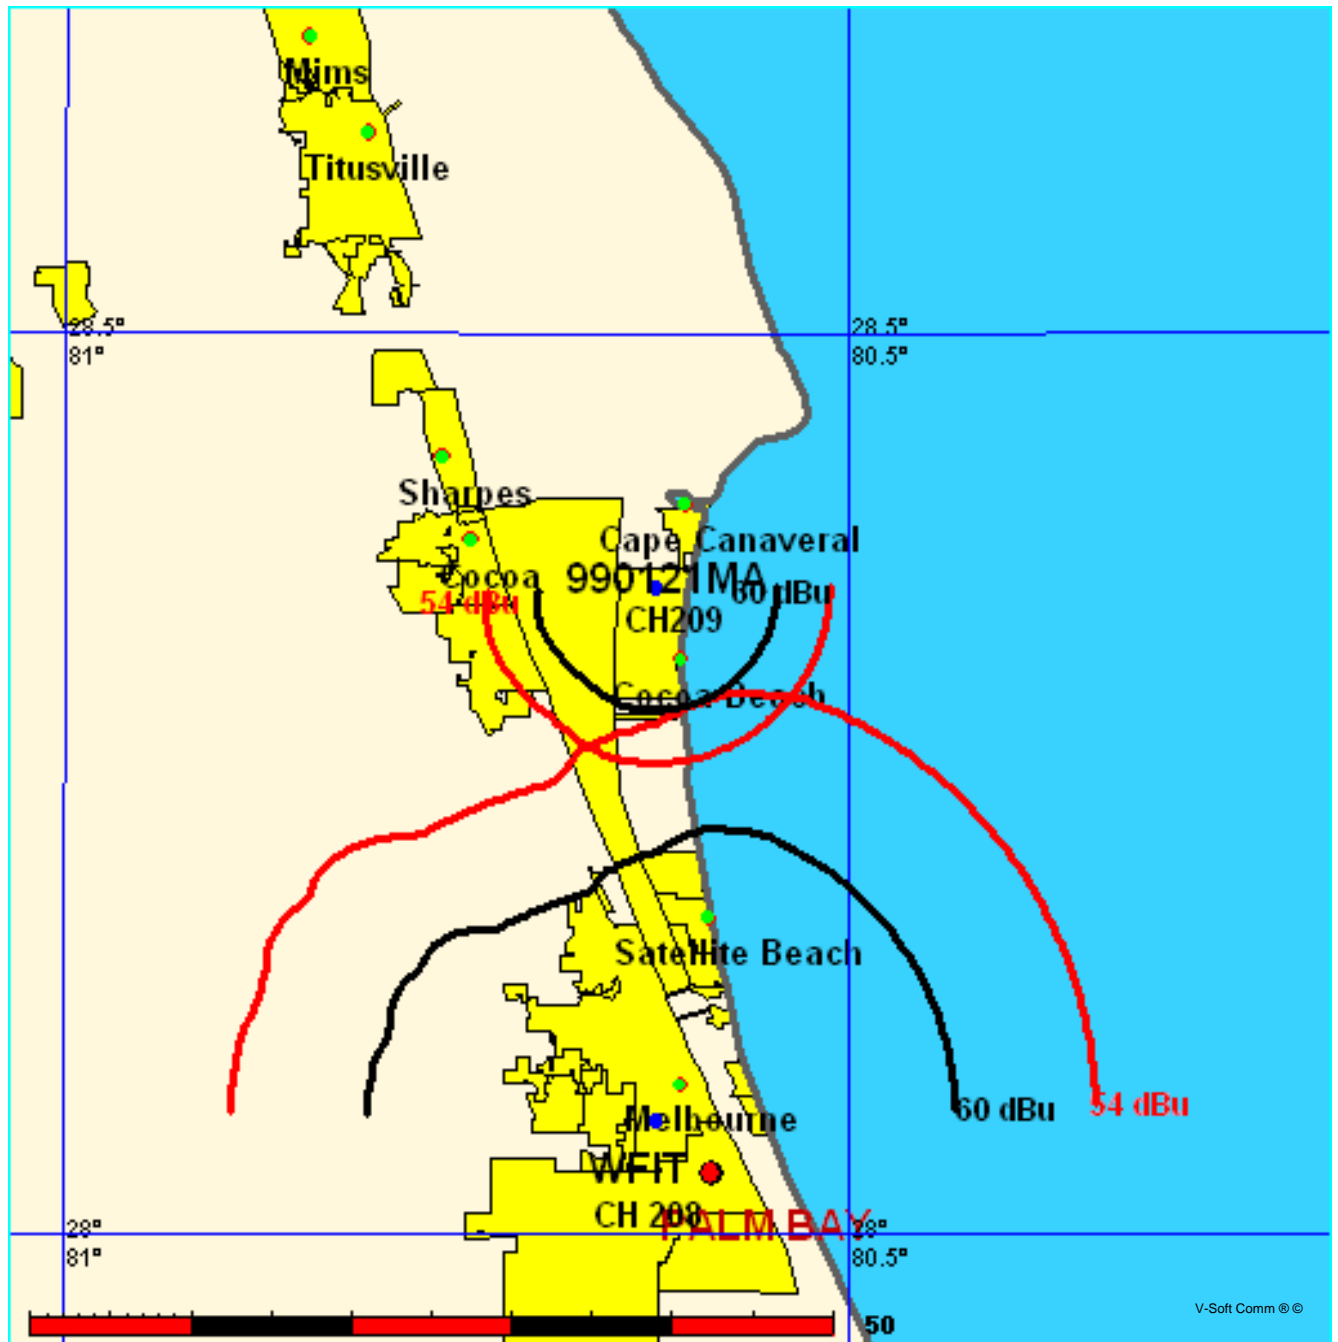 Mims
Titusville
28.5°
81°
28.5°
80.5°
Sharpes
Cape Canaveral
Cocoa
990121MA
60 dBu
54 dBu
CH209
Cocoa Beach
Satellite Beach
60 dBu
54 dBu
Melbourne
WFIT
CH 208
PALM BAY
28°
81°
28°
80.5°
V-Soft Comm ® ©
50